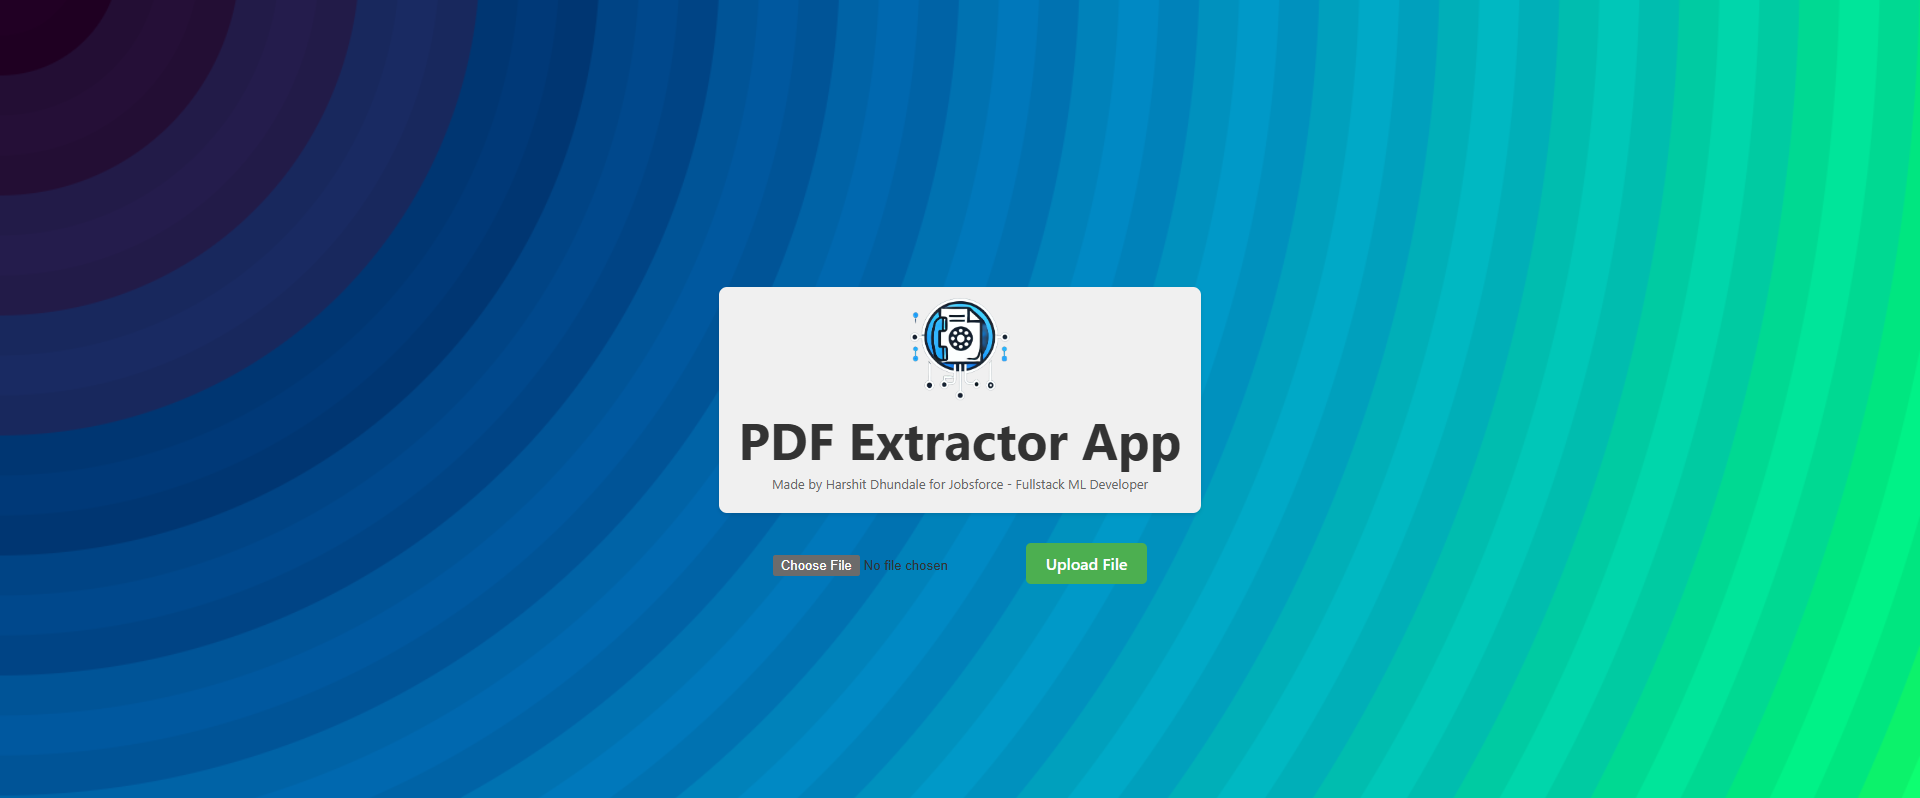 PDF Extractor App
Made by Harshit Dhundale for Jobsforce - Fullstack ML Developer
Choose File No file chosen
Upload File